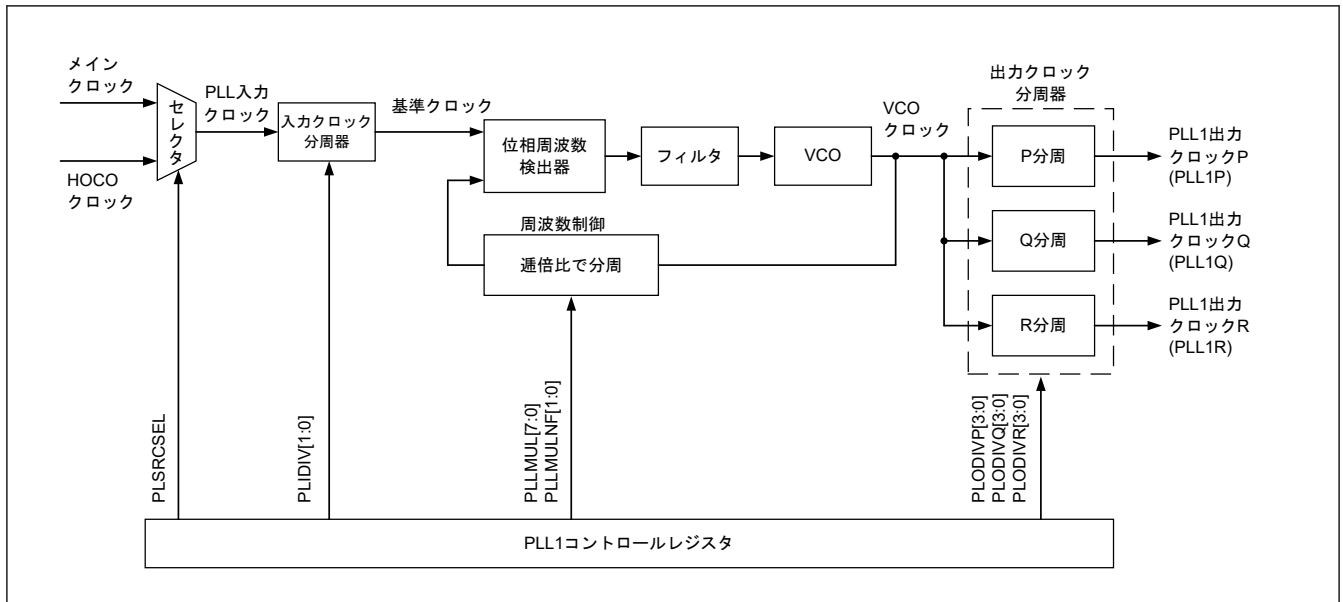 メイン
クロック
セレクタ
HOCO
クロック
PLL入力
クロック
入力クロック
分周器
基準クロック
位相周波数
検出器
フィルタ
VCO
VCO
クロック
周波数制御
逓倍比で分周
出力クロック
分周器
P分周
Q分周
R分周
PLL1出力
クロックP
(PLL1P)
PLL1出力
クロックQ
(PLL1Q)
PLL1出力
クロックR
(PLL1R)
PLSRCSEL
PLIDIV[1:0]
PLLMUL[7:0]
PLLMULNF[1:0]
PLODIVP[3:0]
PLODIVQ[3:0]
PLODIVR[3:0]
PLL1コントロールレジスタ